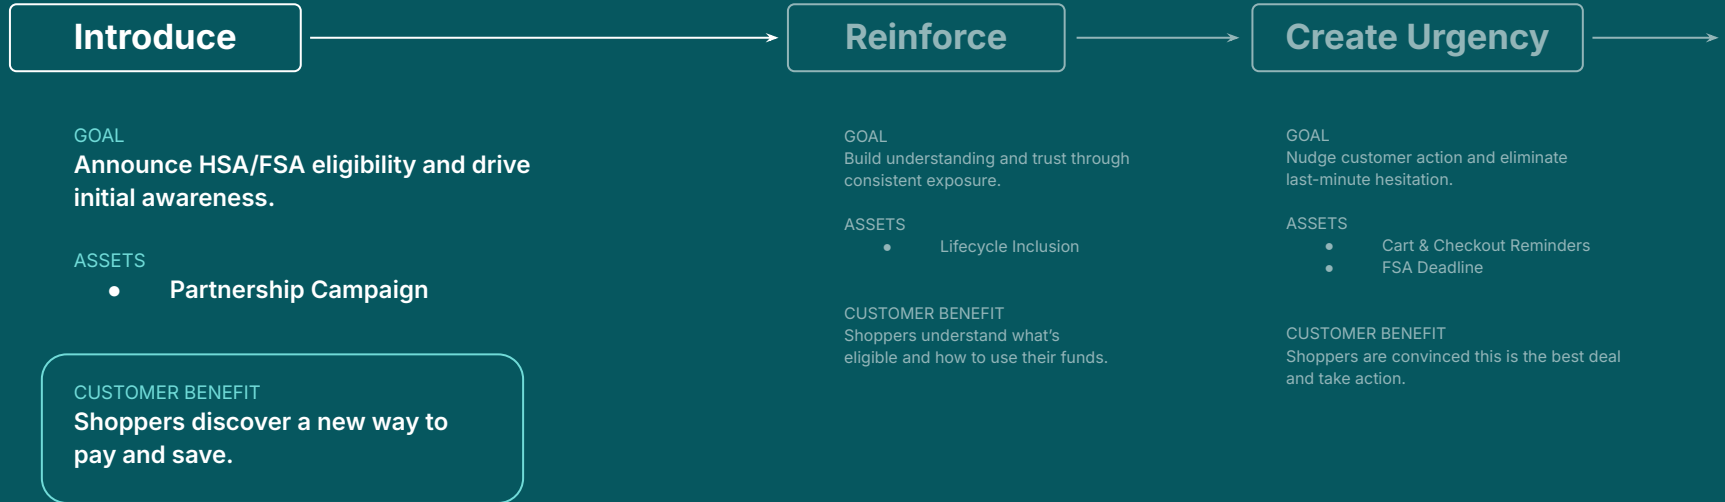 Introduce
Reinforce
Create Urgency
GOAL
Announce HSA/FSA eligibility and drive
initial awareness.
ASSETS
● Partnership Campaign
CUSTOMER BENEFIT
Shoppers discover a new way to
pay and save.
GOAL
Build understanding and trust through
consistent exposure.
ASSETS
● Lifecycle Inclusion
CUSTOMER BENEFIT
Shoppers understand what’s
eligible and how to use their funds.
GOAL
Nudge customer action and eliminate
last-minute hesitation.
ASSETS
● Cart & Checkout Reminders
● FSA Deadline
CUSTOMER BENEFIT
Shoppers are convinced this is the best deal
and take action.